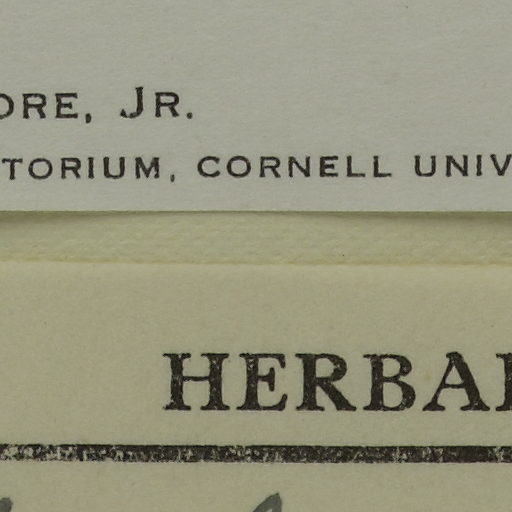 ORE, JR.
TORIUM, CORNELL UNIV
HERBA